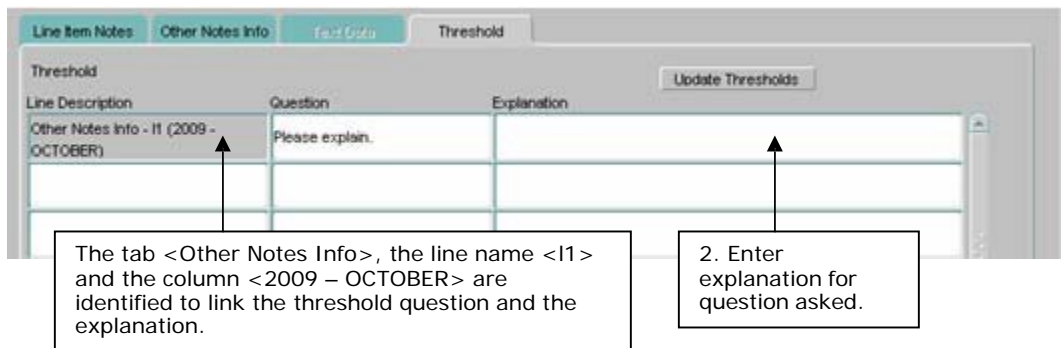 Line Item Notes Other Notes Info Text Data Threshold
Threshold
Update Thresholds
Line Description Question Explanation
Other Notes Info - I1 (2009 -
OCTOBER)
Please explain.
The tab <Other Notes Info>, the line name <I1>
and the column <2009 – OCTOBER> are
identified to link the threshold question and the
explanation.
2. Enter
explanation for
question asked.